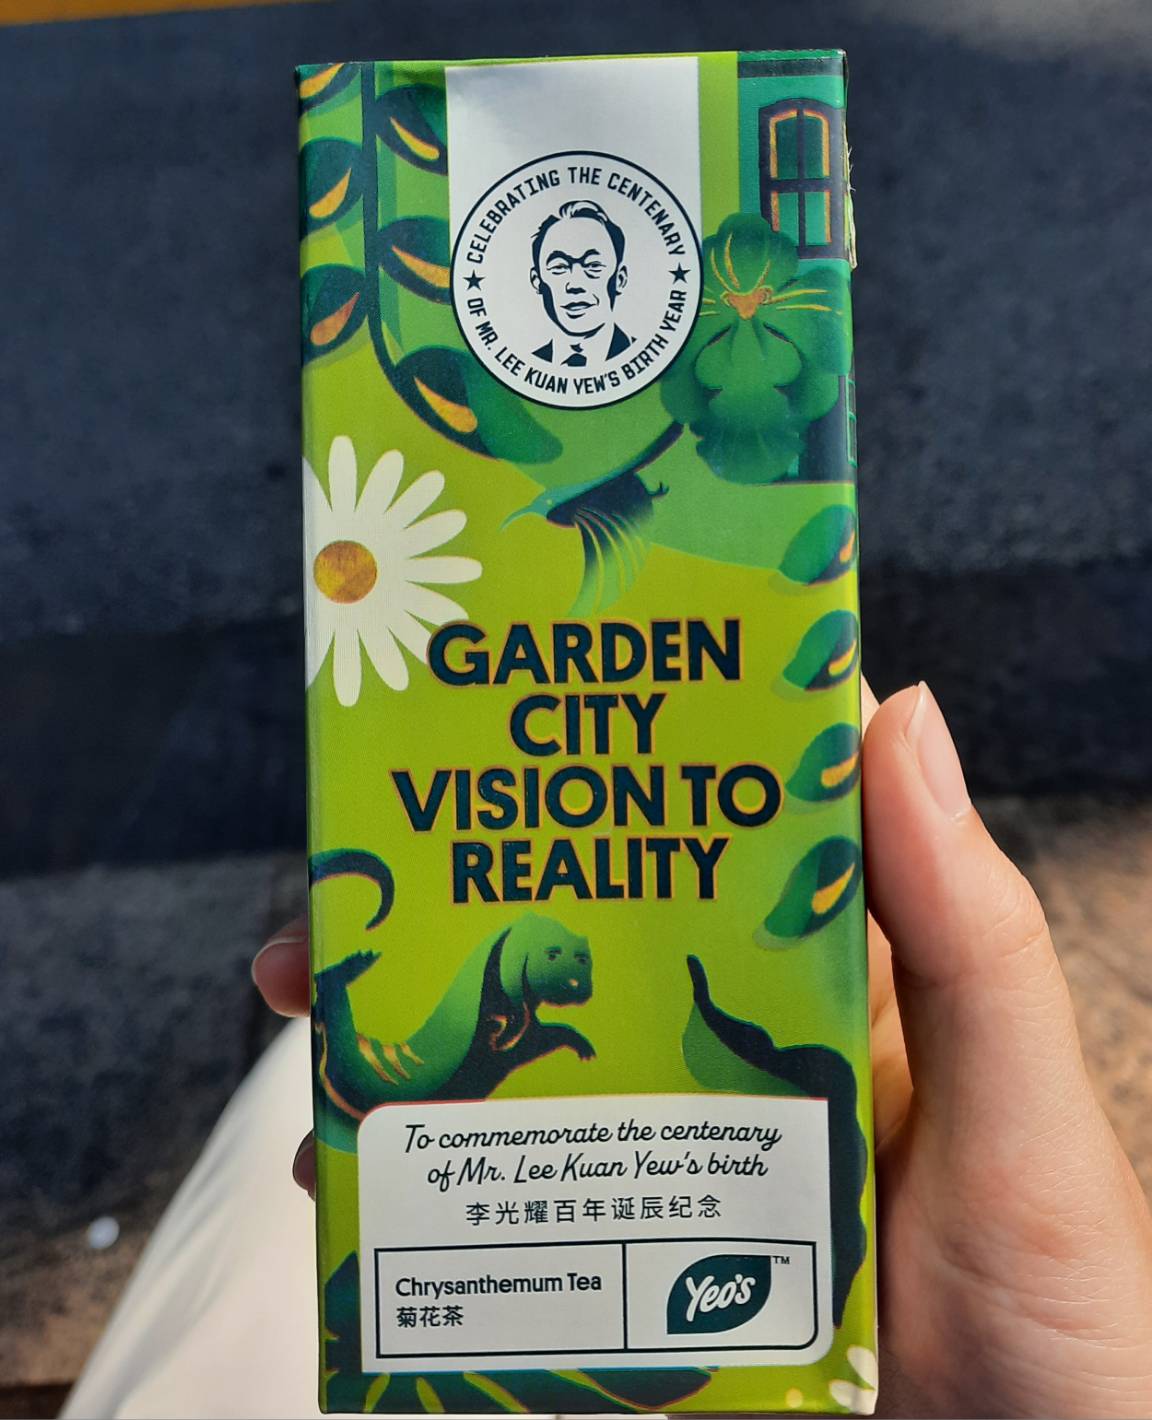 CELEBRATING THE CENTENARY
OF MR. LEE KUAN YEW'S BIRTH YEAR
GARDEN
CITY
VISION TO
REALITY
To commemorate the centenary
of Mr. Lee Kuan Yew's birth
李光耀百年诞辰纪念
Chrysanthemum Tea
菊花茶
Yeo's™